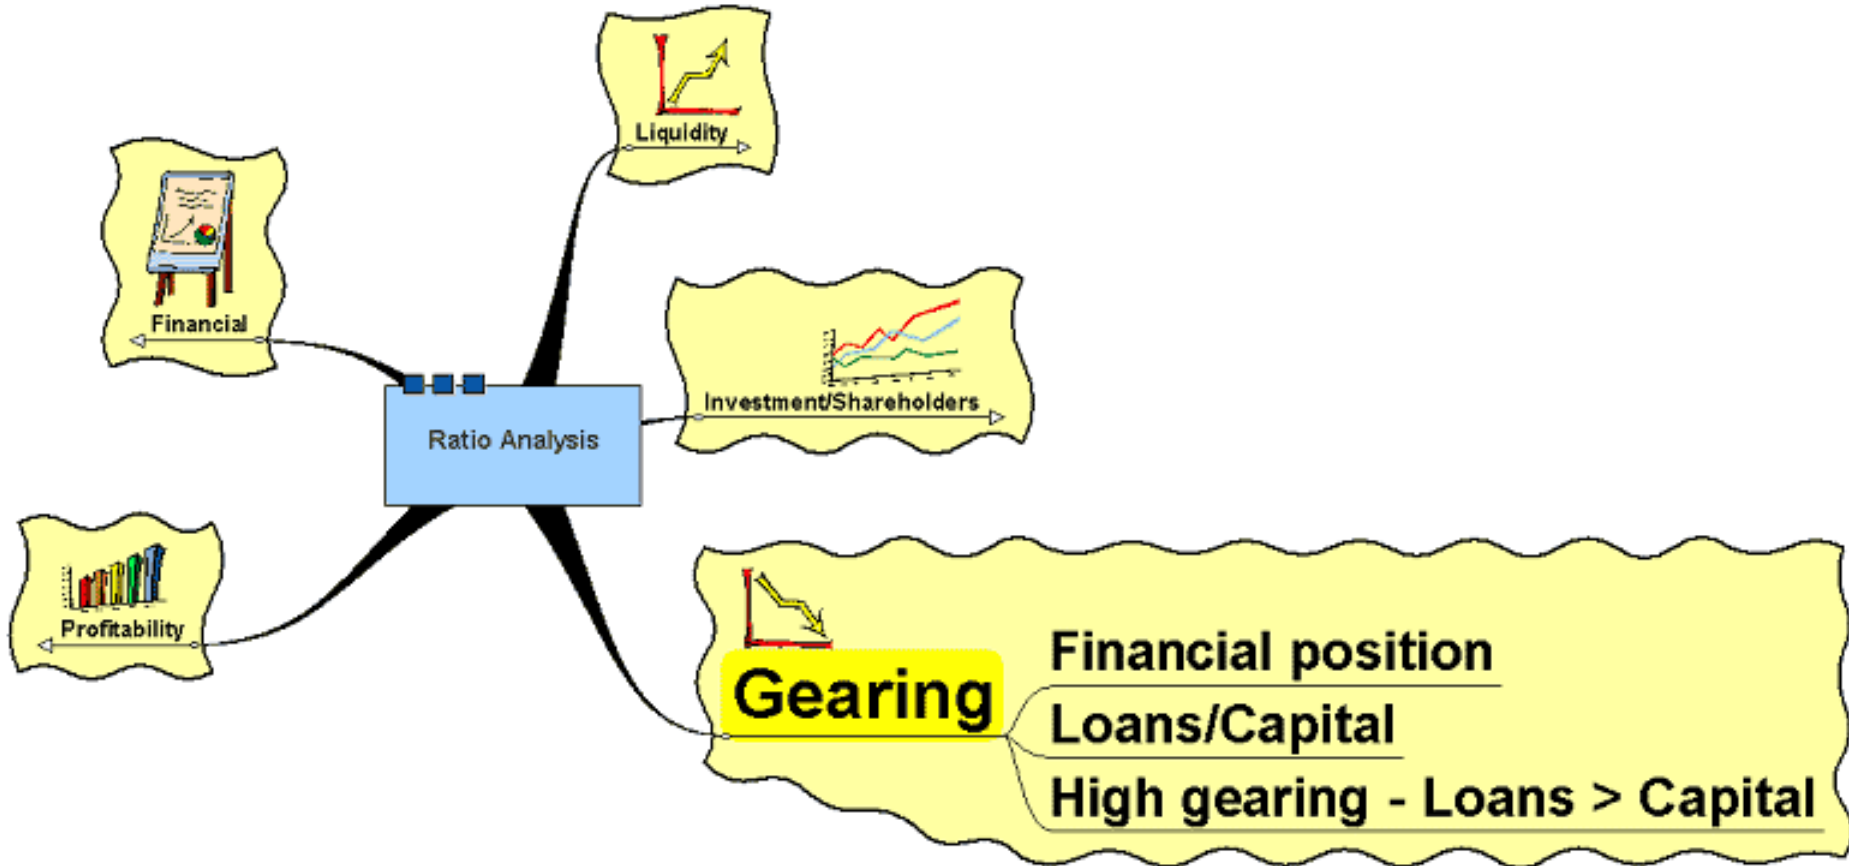 Liquidity
Financial
Investment/Shareholders
Ratio Analysis
Profitability
Gearing
Financial position
Loans/Capital
High gearing - Loans > Capital